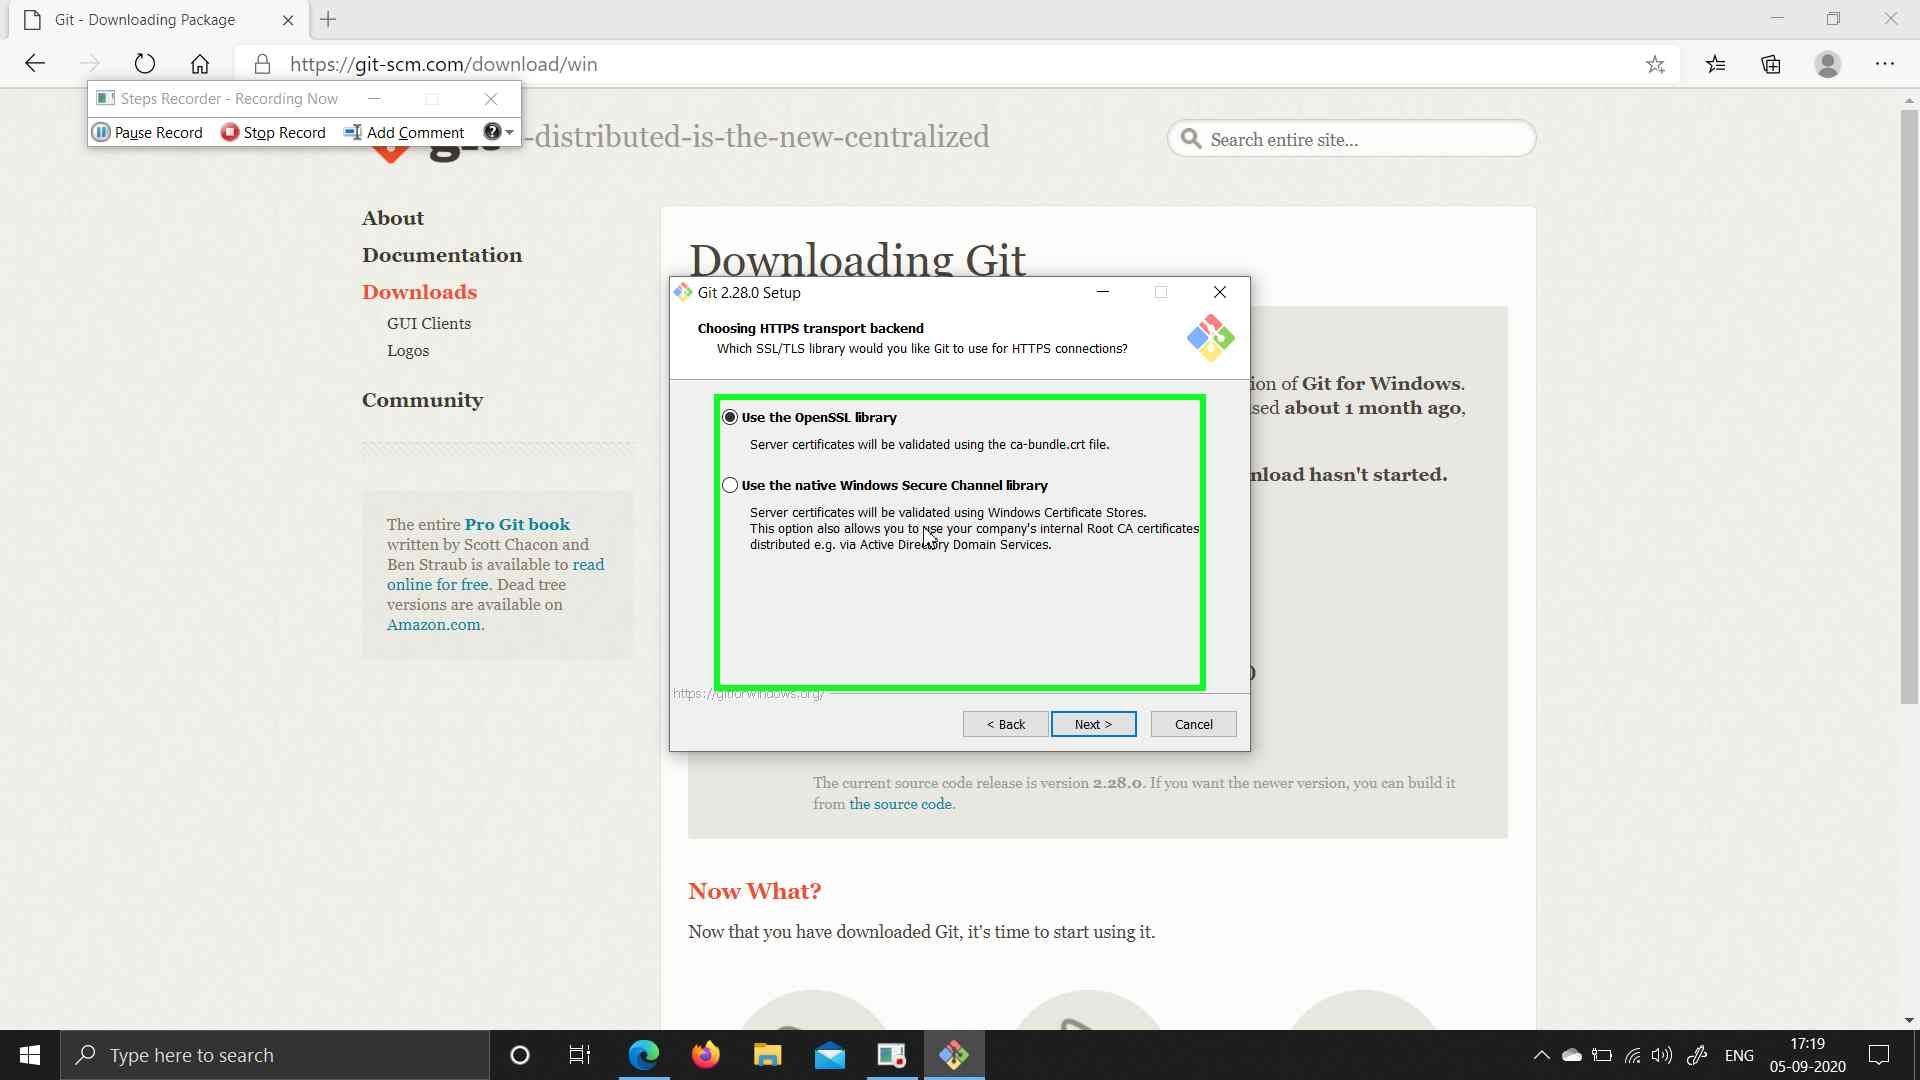 Git - Downloading Package
https://git-scm.com/download/win
Steps Recorder - Recording Now
Pause Record Stop Record Add Comment
-distributed-is-the-new-centralized
Search entire site...
About
Documentation
Downloads
GUI Clients
Logos
Community
The entire Pro Git book
written by Scott Chacon and
Ben Straub is available to read
online for free. Dead tree
versions are available on
Amazon.com.
Downloading Git
Git 2.28.0 Setup
Choosing HTTPS transport backend
Which SSL/TLS library would you like Git to use for HTTPS connections?
Use the OpenSSL library
Server certificates will be validated using the ca-bundle.crt file.
Use the native Windows Secure Channel library
Server certificates will be validated using Windows Certificate Stores.
This option also allows you to use your company's internal Root CA certificates
distributed e.g. via Active Directory Domain Services.
https://gitforwindows.org/
< Back Next > Cancel
ion of Git for Windows.
sed about 1 month ago,
nload hasn't started.
The current source code release is version 2.28.0. If you want the newer version, you can build it
from the source code.
Now What?
Now that you have downloaded Git, it's time to start using it.
Type here to search
ENG
17:19
05-09-2020